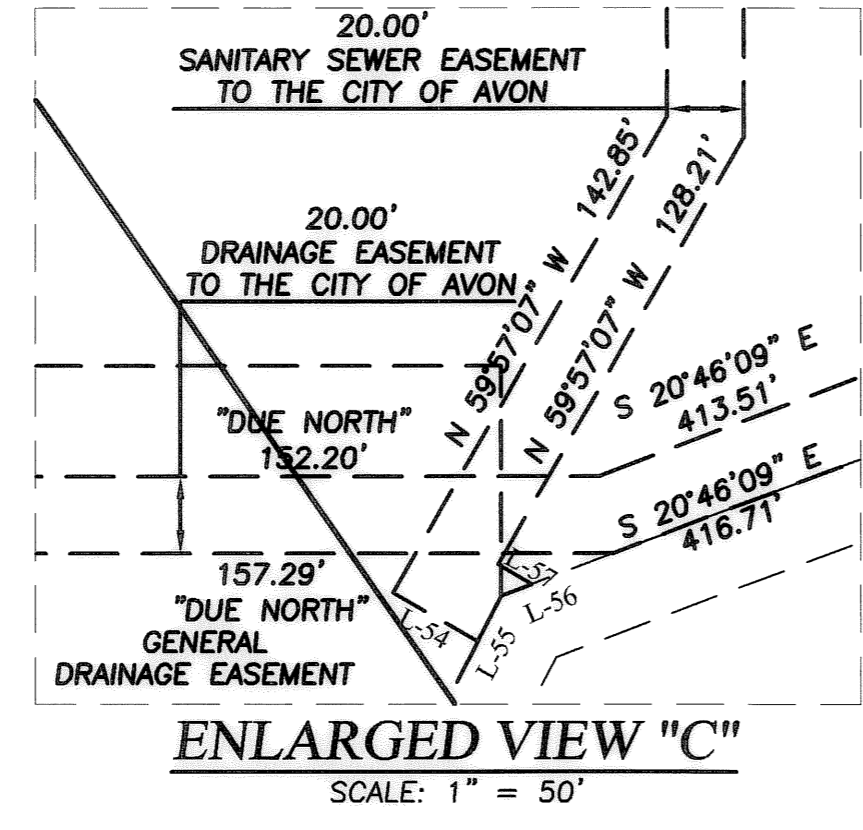 20.00'
SANITARY SEWER EASEMENT
TO THE CITY OF AVON
142.85'
128.21'
20.00'
DRAINAGE EASEMENT
TO THE CITY OF AVON
N 59°57'07" W
N 59°57'07" W
S 20°46'09" E
413.51'
"DUE NORTH"
152.20'
S 20°46'09" E
416.71'
157.29'
"DUE NORTH"
GENERAL
DRAINAGE EASEMENT
L-57
L-56
L-54
L-55
ENLARGED VIEW "C"
SCALE: 1" = 50'